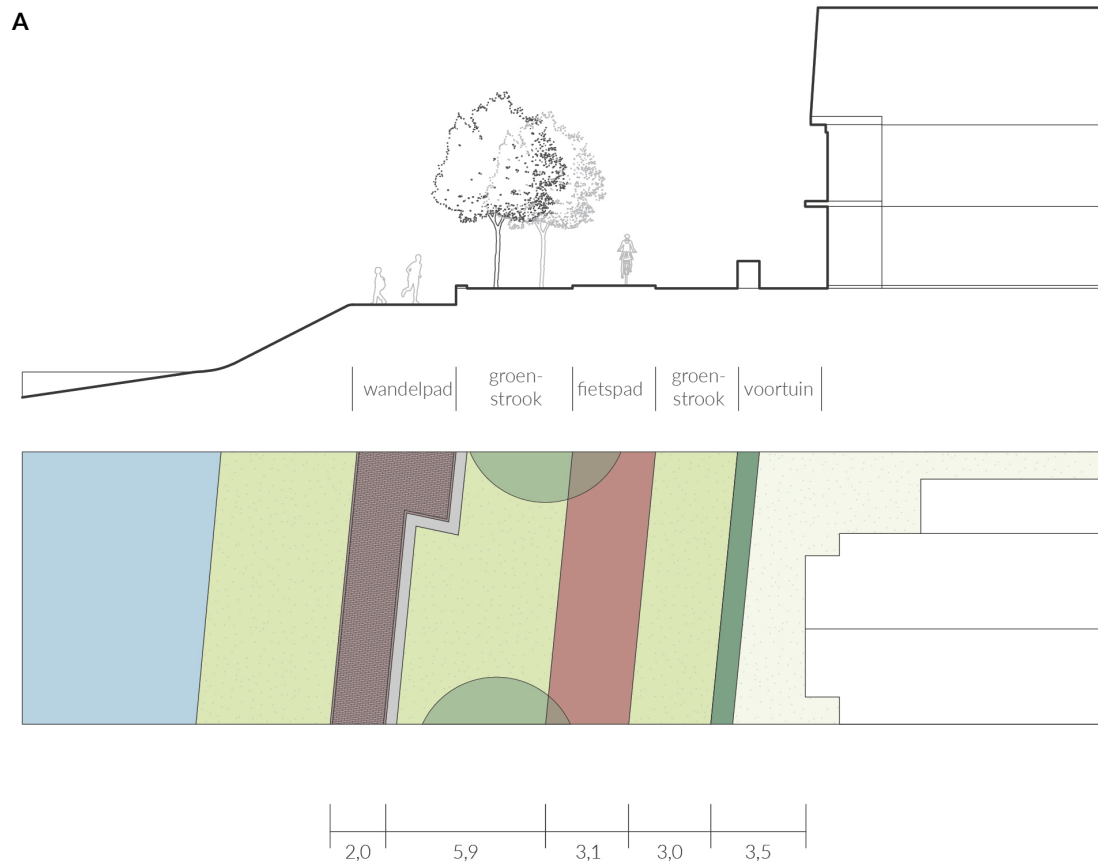 A
wandelpad
groen-
strook
fietspad
groen-
strook
voortuin
2,0
5,9
3,1
3,0
3,5